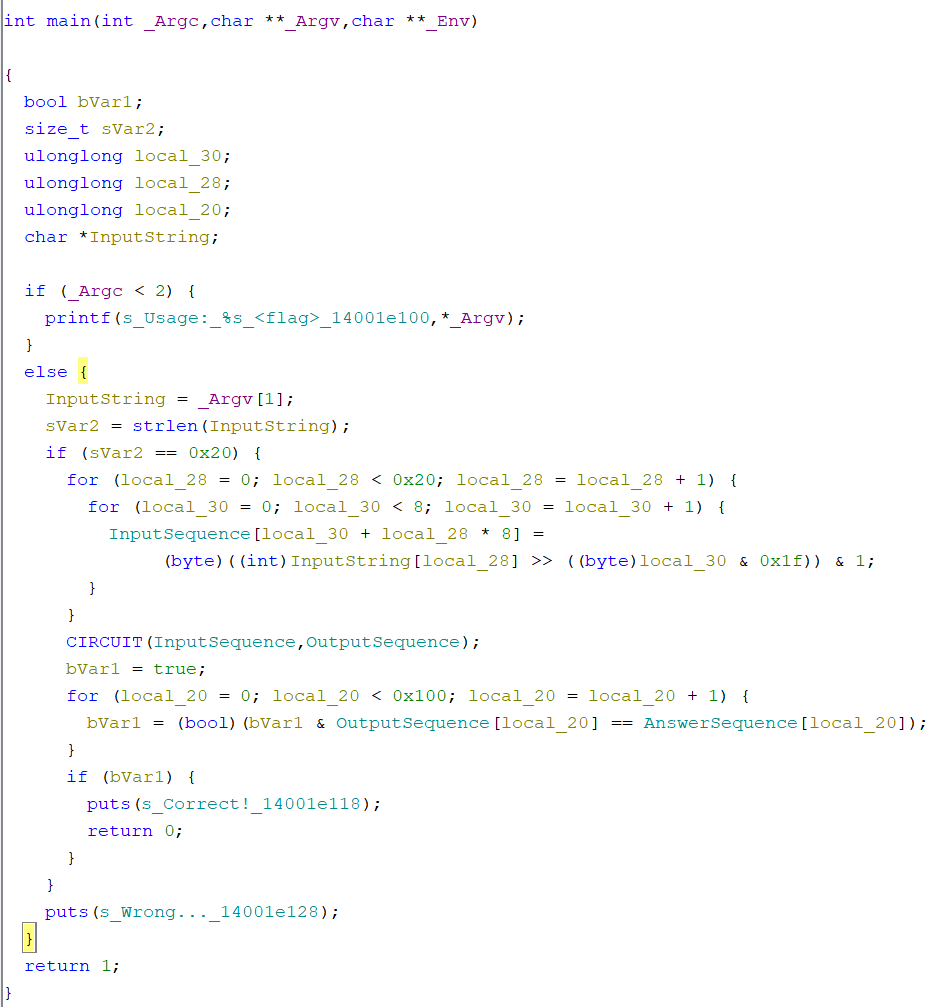 int main(int _Argc,char **_Argv,char **_Env)
{
bool bVar1;
size_t sVar2;
ulonglong local_30;
ulonglong local_28;
ulonglong local_20;
char *InputString;
if (_Argc < 2) {
printf(s_Usage:_%s_<flag>_14001e100,*_Argv);
}
else {
InputString = _Argv[1];
sVar2 = strlen(InputString);
if (sVar2 == 0x20) {
for (local_28 = 0; local_28 < 0x20; local_28 = local_28 + 1) {
for (local_30 = 0; local_30 < 8; local_30 = local_30 + 1) {
InputSequence[local_30 + local_28 * 8] =
(byte)((int)InputString[local_28] >> ((byte)local_30 & 0x1f)) & 1;
}
}
CIRCUIT(InputSequence,OutputSequence);
bVar1 = true;
for (local_20 = 0; local_20 < 0x100; local_20 = local_20 + 1) {
bVar1 = (bool)(bVar1 & OutputSequence[local_20] == AnswerSequence[local_20]);
}
if (bVar1) {
puts(s_Correct!_14001e118);
return 0;
}
}
puts(s_Wrong..._14001e128);
}
return 1;
}